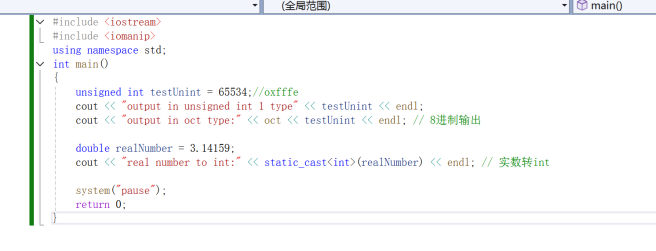 (全局范围) main()
#include <iostream>
#include <iomanip>
using namespace std;
int main()
{
unsigned int testUnint = 65534;//oxfffe
cout << "output in unsigned int 1 type" << testUnint << endl;
cout << "output in oct type:" << oct << testUnint << endl; // 8进制输出
double realNumber = 3.14159;
cout << "real number to int:" << static_cast<int>(realNumber) << endl; // 实数转int
system("pause");
return 0;
}